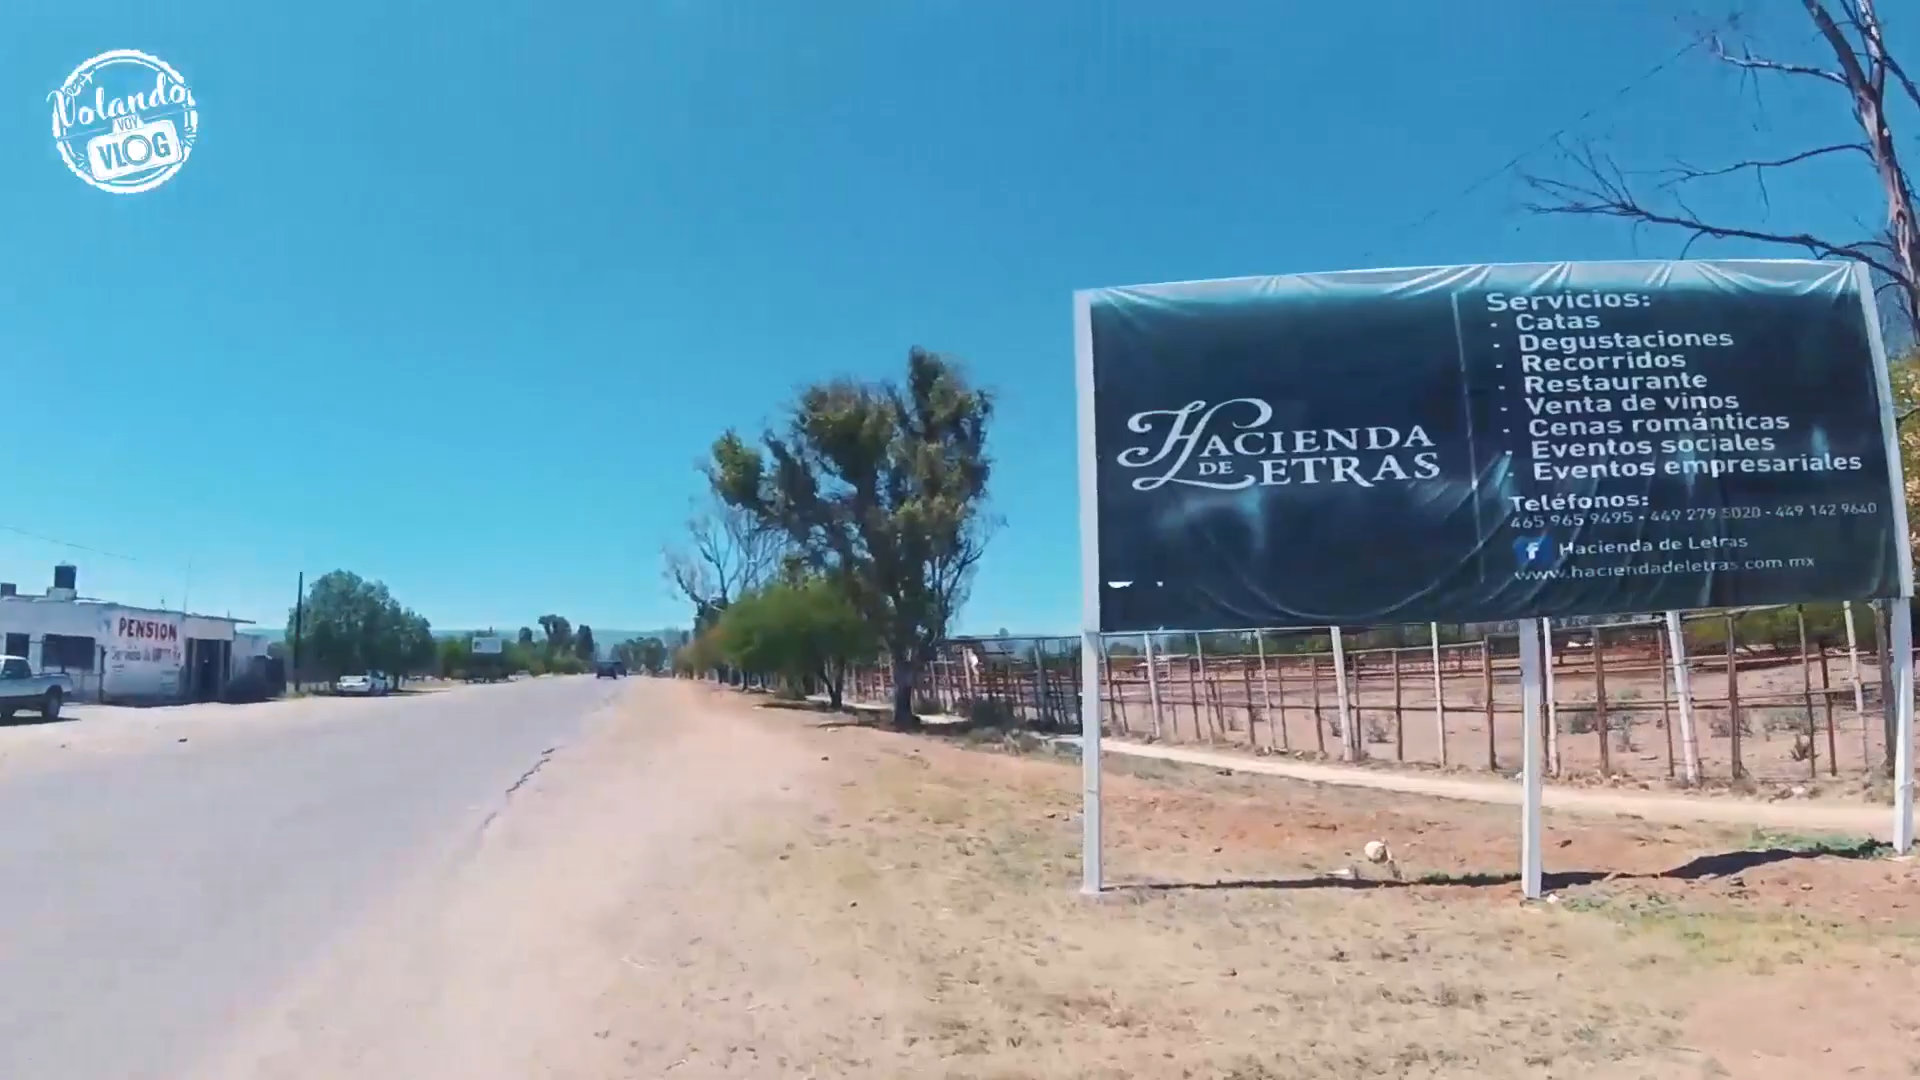 Volando
VOY
VLOG
HACIENDA
DE LETRAS
Servicios:
- Catas
- Degustaciones
- Recorridos
- Restaurante
- Venta de vinos
- Cenas románticas
- Eventos sociales
- Eventos empresariales
Teléfonos:
465 965 9495 - 449 279 5020 - 449 142 9640
f Hacienda de Letras
www.haciendadeletras.com.mx
PENSION